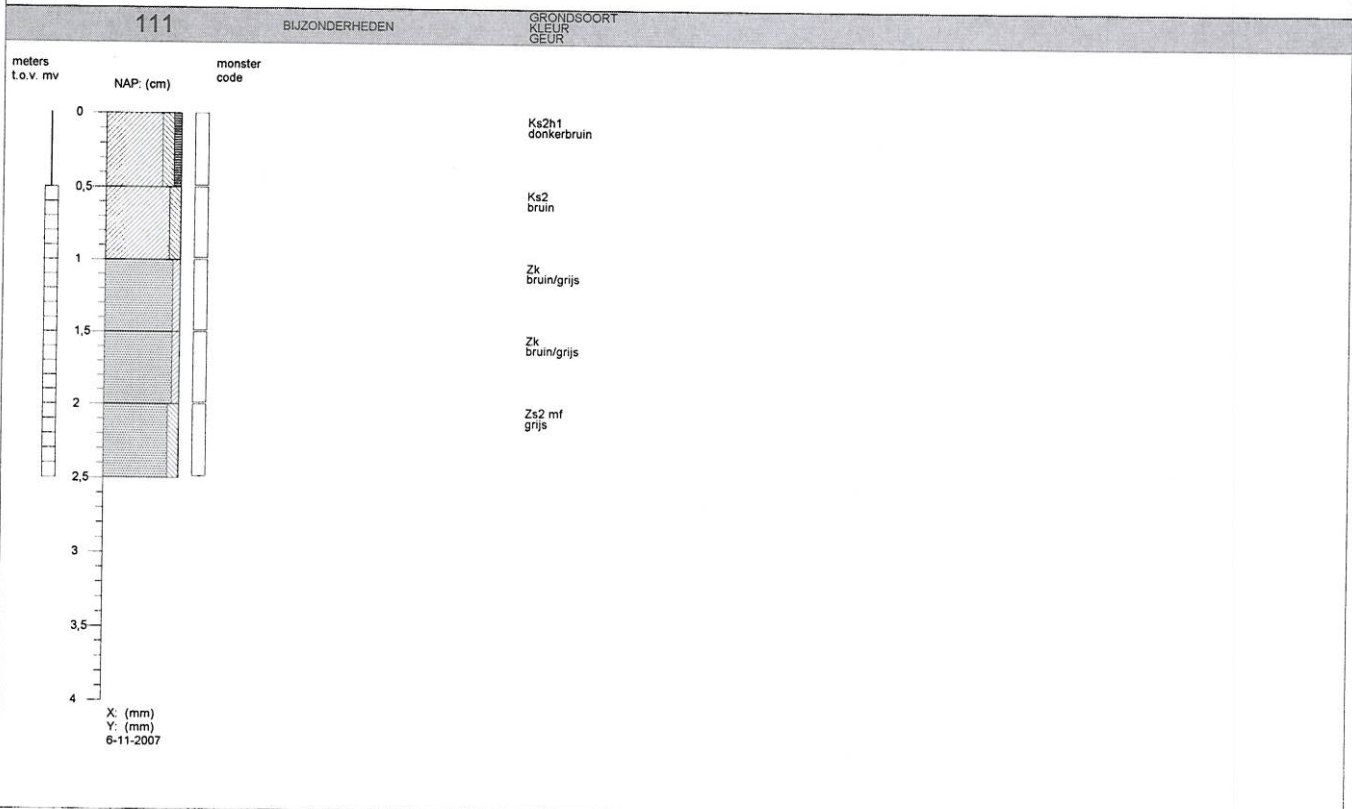 111
BIJZONDERHEDEN
GRONDSOORT
KLEUR
GEUR
meters
t.o.v. mv
NAP: (cm)
monster
code
0
Ks2h1
donkerbruin
0,5
Ks2
bruin
1
Zk
bruin/grijs
1,5
Zk
bruin/grijs
2
Zs2 mf
grijs
2,5
3
3,5
4
X: (mm)
Y: (mm)
6-11-2007